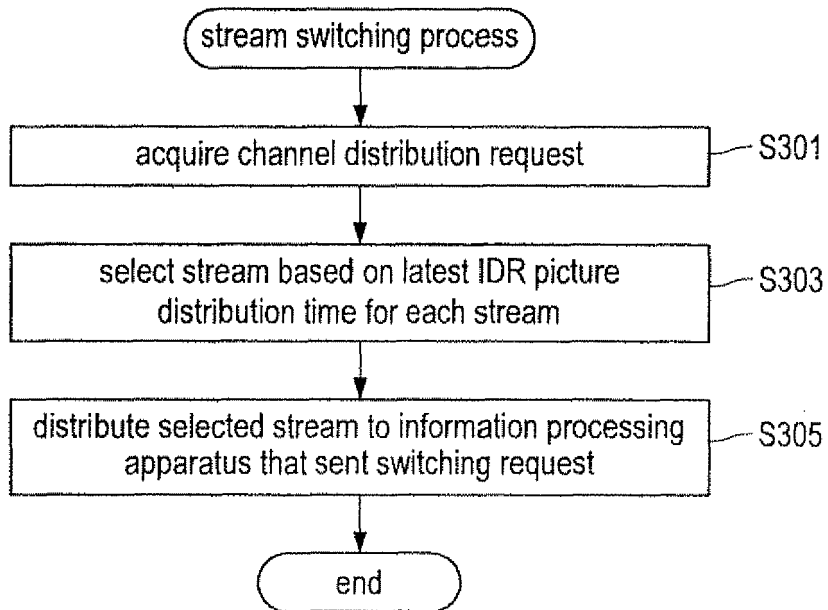 stream switching process
acquire channel distribution request
S301
select stream based on latest IDR picture
distribution time for each stream
S303
distribute selected stream to information processing
apparatus that sent switching request
S305
end